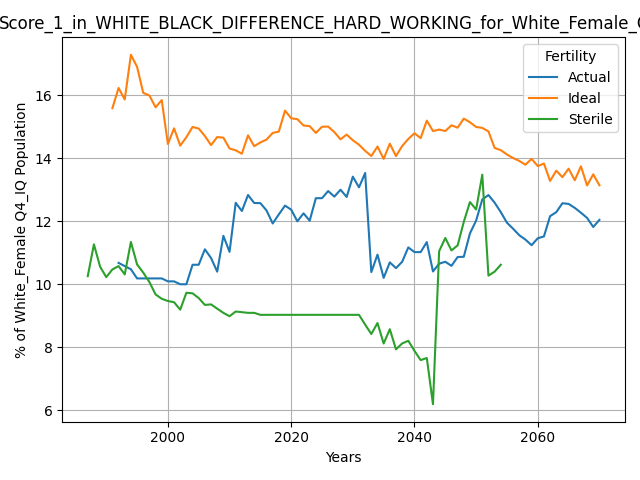 Score_1_in_WHITE_BLACK_DIFFERENCE_HARD_WORKING_for_White_Female_
Fertility
Actual
Ideal
Sterile
% of White_Female Q4_IQ Population
16
14
12
10
8
6
2000 2020 2040 2060
Years